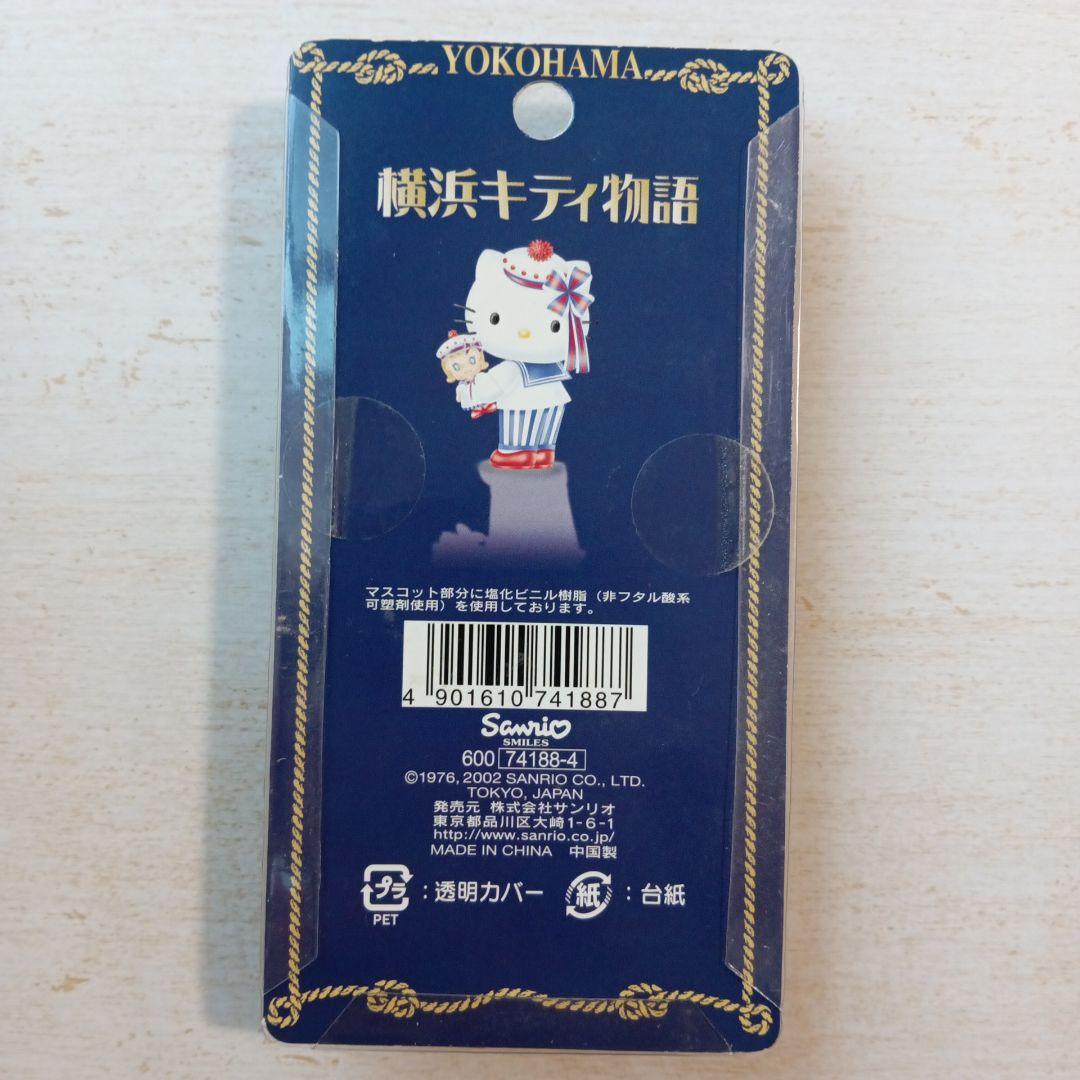 YOKOHAMA
横浜キティ物語
マスコット部分に塩化ビニル樹脂（非フタル酸系
可塑剤使用）を使用しております。
4 901610 741887
Sanrio
SMILES
600 74188-4
©1976, 2002 SANRIO CO., LTD.
TOKYO, JAPAN
発売元 株式会社サンリオ
東京都品川区大崎1-6-1
http://www.sanrio.co.jp/
MADE IN CHINA 中国製
プラ : 透明カバー 紙 : 台紙
PET